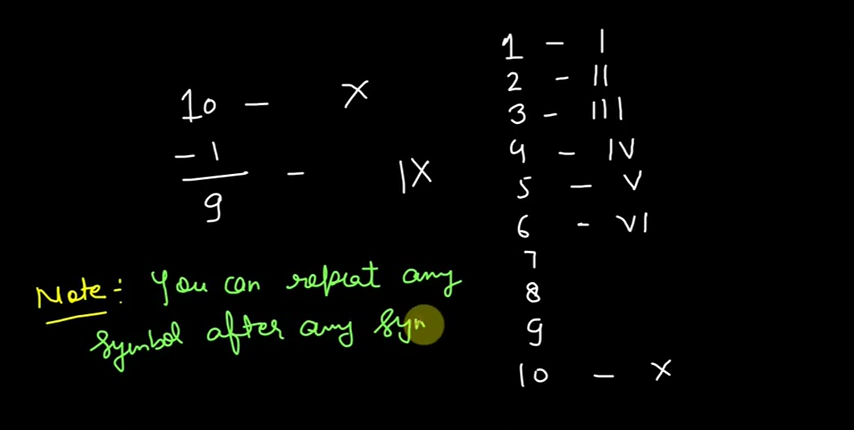 10 - X
- 1
9 - IX
Note: You can repeat any
symbol after any sym
1 - I
2 - II
3 - III
4 - IV
5 - V
6 - VI
7
8
9
10 - X